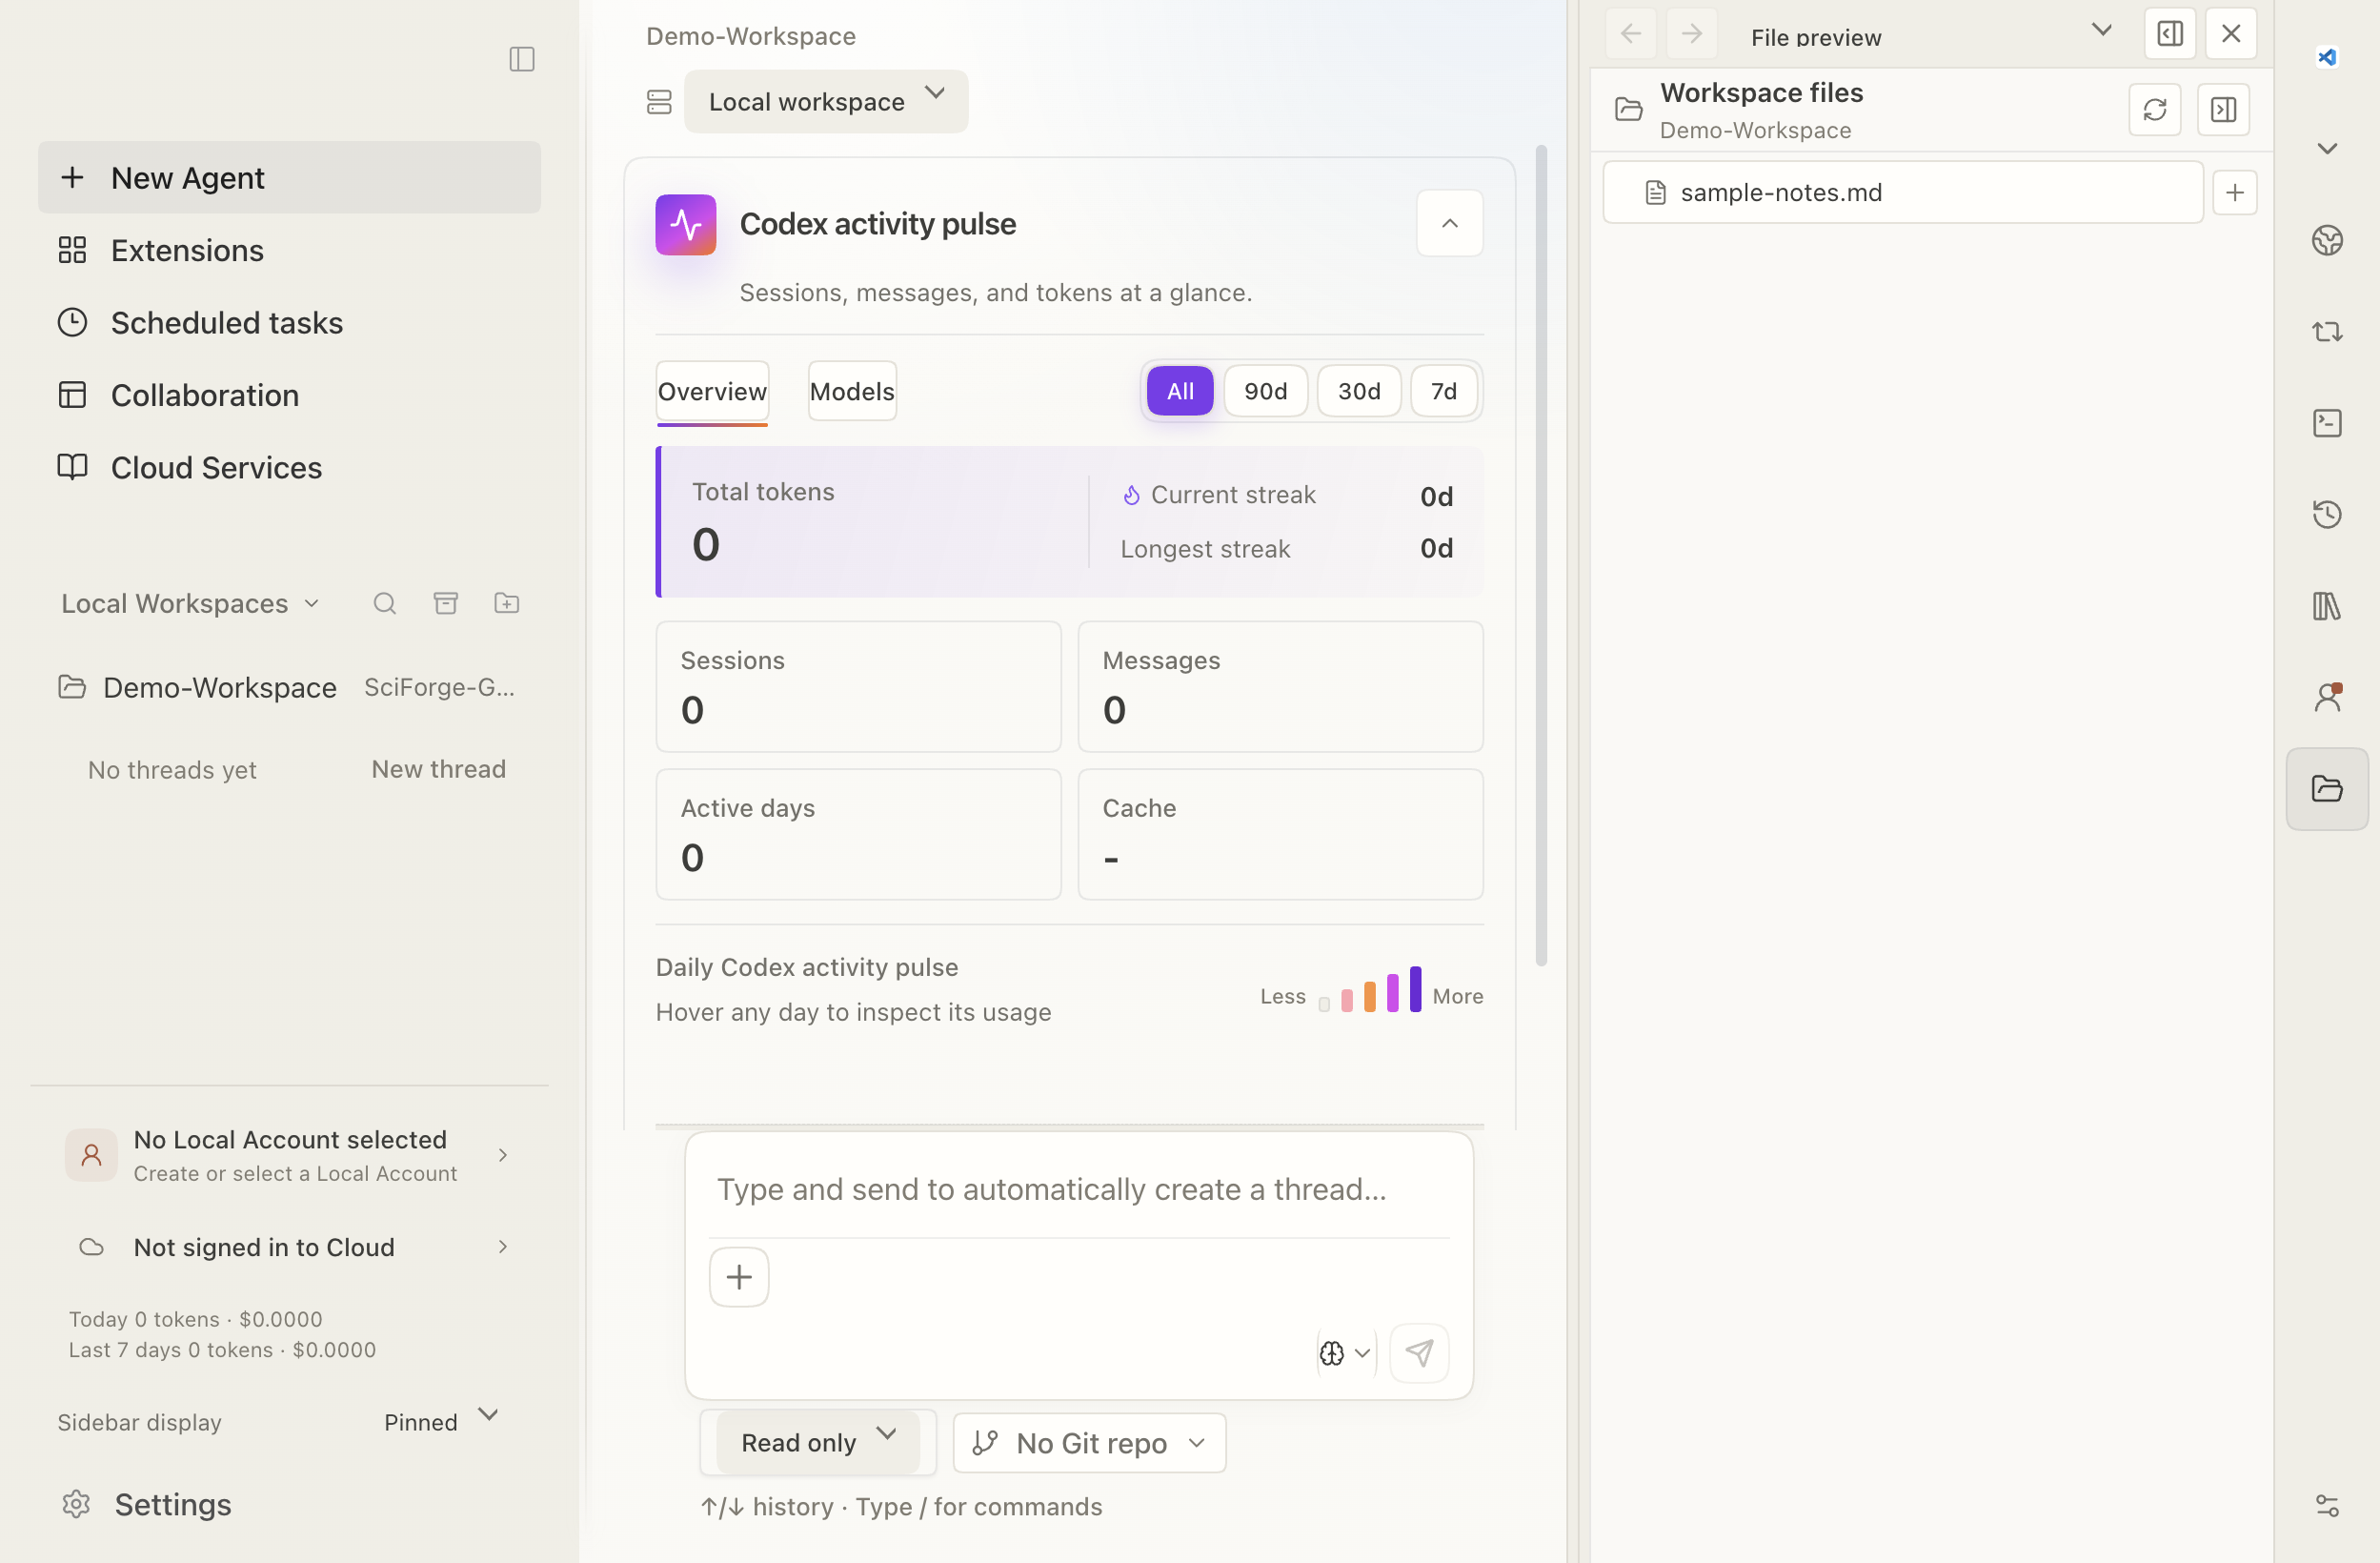 New Agent
Extensions
Scheduled tasks
Collaboration
Cloud Services
Local Workspaces
Demo-Workspace SciForge-G...
No threads yet New thread
No Local Account selected
Create or select a Local Account
Not signed in to Cloud
Today 0 tokens · $0.0000
Last 7 days 0 tokens · $0.0000
Sidebar display Pinned
Settings
Demo-Workspace
Local workspace
Codex activity pulse
Sessions, messages, and tokens at a glance.
Overview Models All 90d 30d 7d
Total tokens
0
Current streak 0d
Longest streak 0d
Sessions
0
Messages
0
Active days
0
Cache
-
Daily Codex activity pulse
Hover any day to inspect its usage
Less More
Type and send to automatically create a thread...
Read only No Git repo
↑/↓ history · Type / for commands
File preview
Workspace files
Demo-Workspace
sample-notes.md